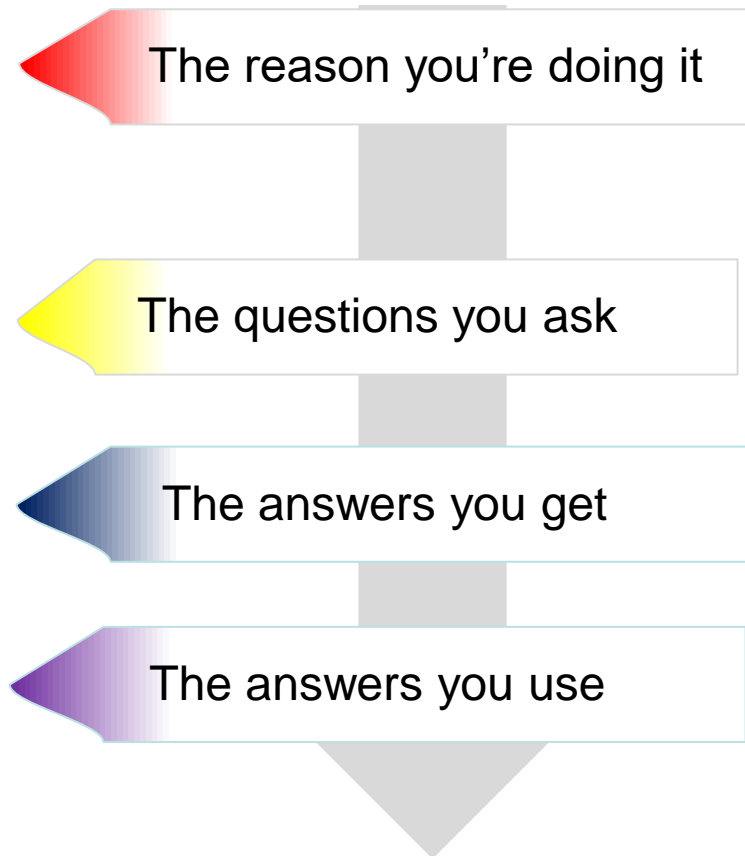 The reason you’re doing it
The questions you ask
The answers you get
The answers you use